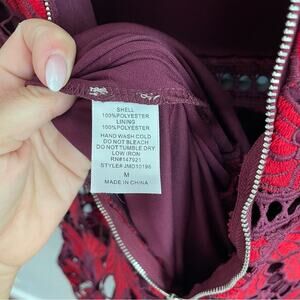 SHELL
100%POLYESTER
LINING
100%POLYESTER
HAND WASH COLD
DO NOT BLEACH
DO NOT TUMBLE DRY
LOW IRON
RN#147921
STYLE#JMD10196
M
MADE IN CHINA